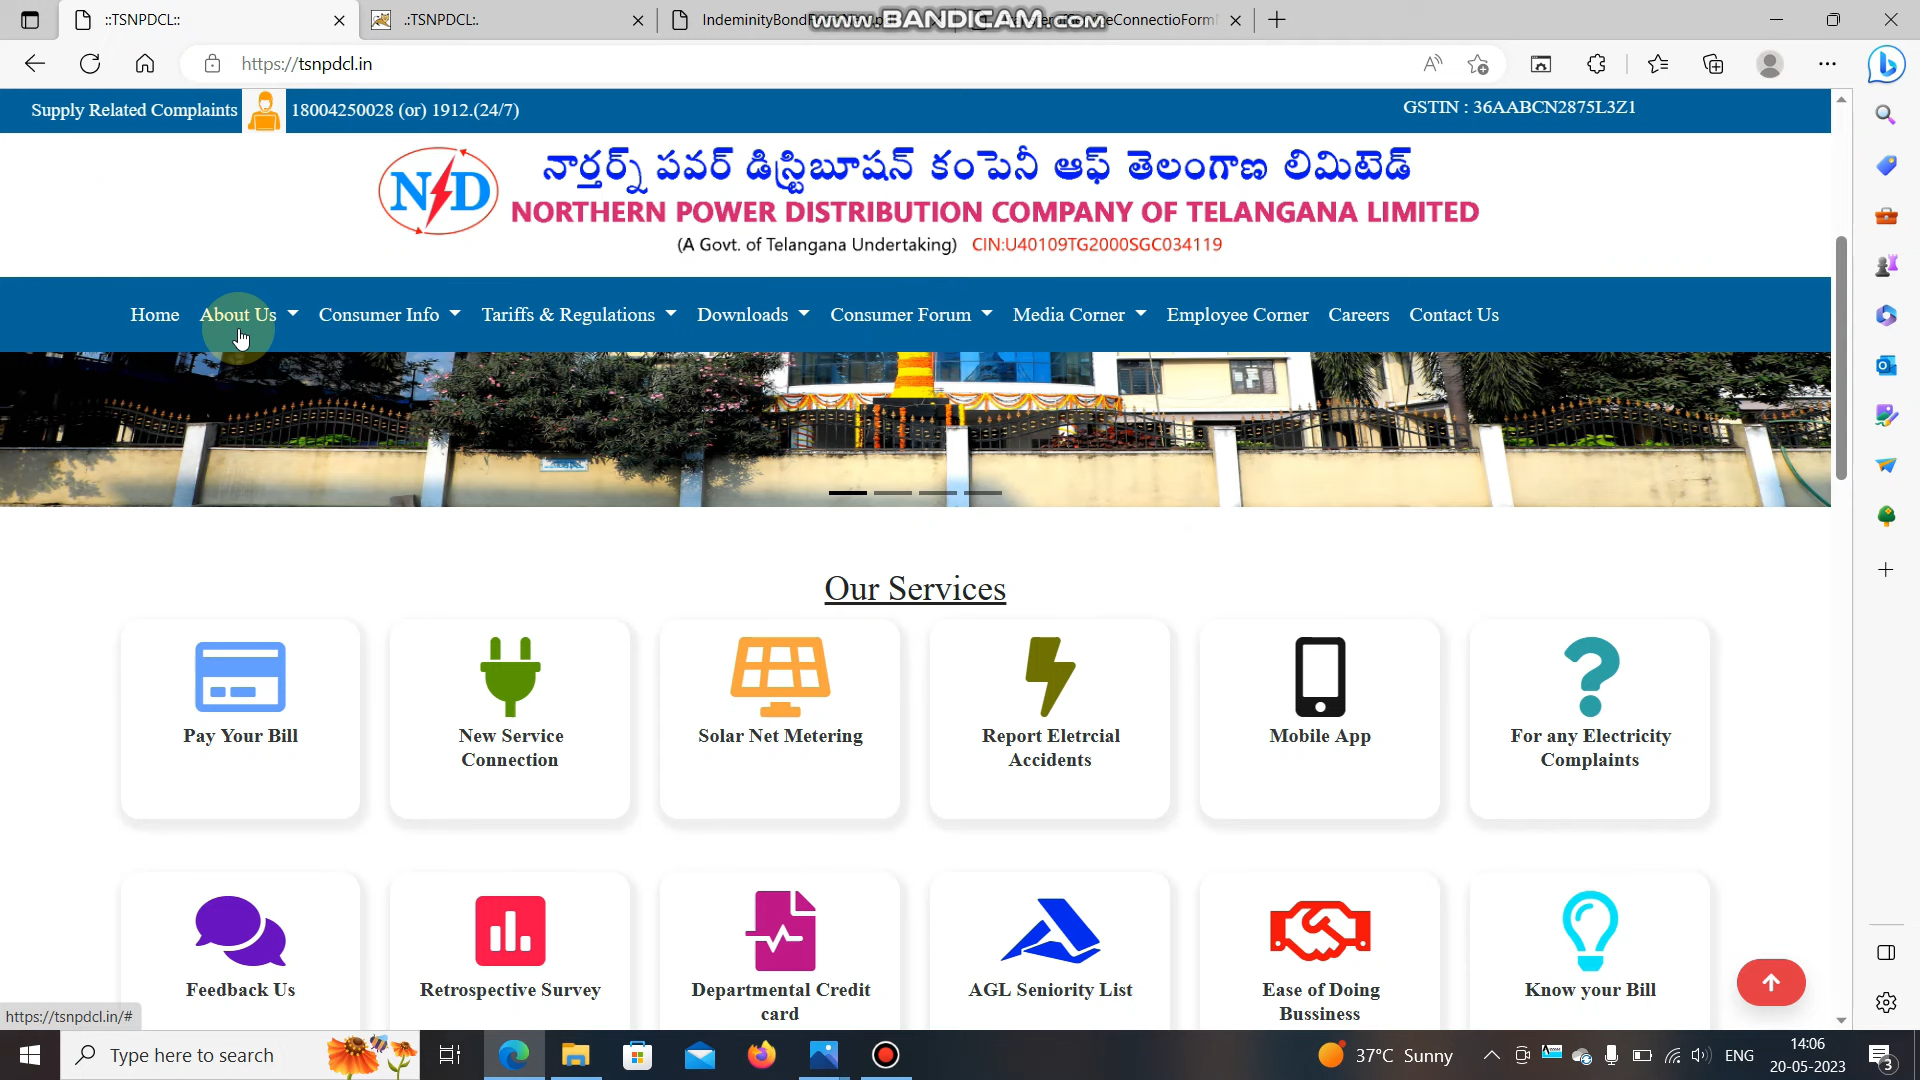 ::TSNPDCL::
.:TSNPDCL:.
www.BANDICAM.com
https://tsnpdcl.in
Supply Related Complaints 18004250028 (or) 1912.(24/7)
GSTIN : 36AABCN2875L3Z1
నార్తర్న్ పవర్ డిస్ట్రిబూషన్ కంపెనీ ఆఫ్ తెలంగాణ లిమిటెడ్
NPD
NORTHERN POWER DISTRIBUTION COMPANY OF TELANGANA LIMITED
(A Govt. of Telangana Undertaking) CIN:U40109TG2000SGC034119
Home About Us Consumer Info Tariffs & Regulations Downloads Consumer Forum Media Corner Employee Corner Careers Contact Us
Our Services
Pay Your Bill
New Service
Connection
Solar Net Metering
Report Eletrcial
Accidents
Mobile App
For any Electricity
Complaints
Feedback Us
Retrospective Survey
Departmental Credit
card
AGL Seniority List
Ease of Doing
Bussiness
Know your Bill
https://tsnpdcl.in/#
Type here to search
37°C Sunny
ENG
14:06
20-05-2023
3